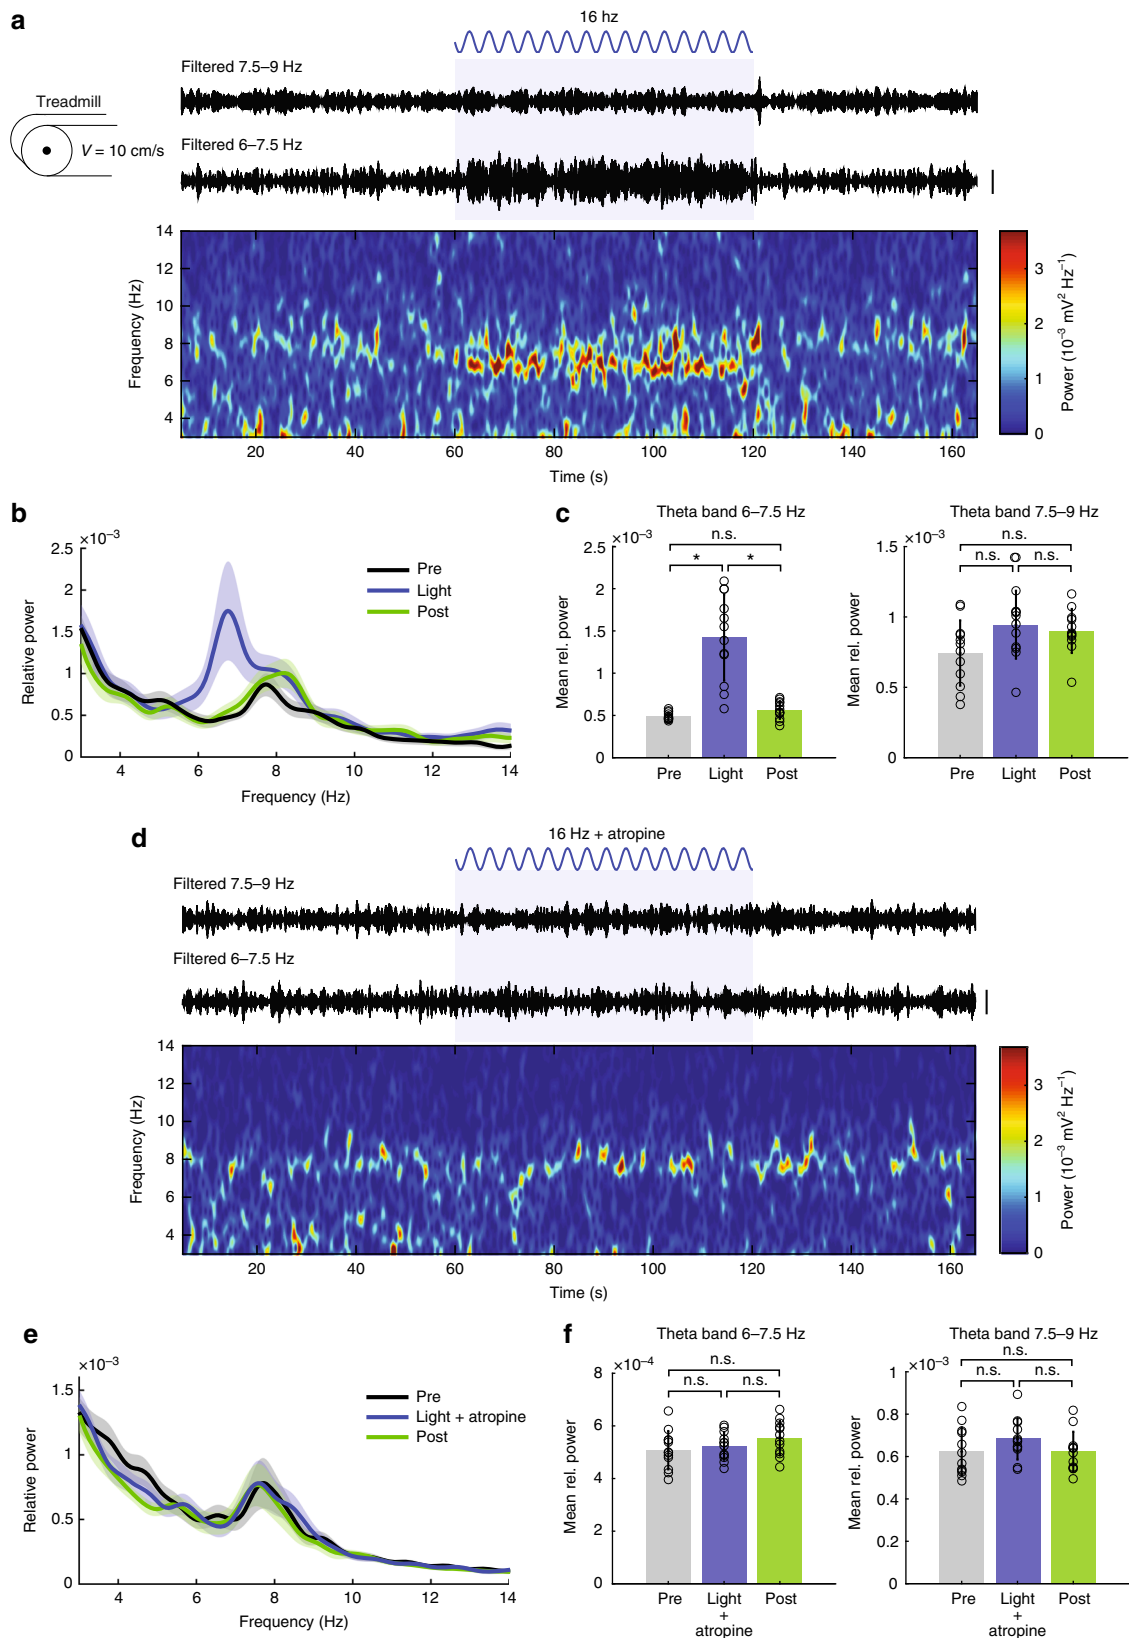 a
16 hz
Filtered 7.5–9 Hz
Treadmill
V = 10 cm/s
Filtered 6–7.5 Hz
Frequency (Hz)
14
12
10
8
6
4
20 40 60 80 100 120 140 160
Time (s)
3
2
1
0
Power (10⁻³ mV² Hz⁻¹)
b
×10⁻³
2.5
2
1.5
1
0.5
0
Relative power
Pre
Light
Post
4 6 8 10 12 14
Frequency (Hz)
c
Theta band 6–7.5 Hz
×10⁻³
n.s.
* *
2.5
1.5
0.5
0
Mean rel. power
Pre Light Post
Theta band 7.5–9 Hz
×10⁻³
n.s.
n.s. n.s.
1.5
1
0.5
0
Mean rel. power
Pre Light Post
d
16 Hz + atropine
Filtered 7.5–9 Hz
Filtered 6–7.5 Hz
Frequency (Hz)
14
12
10
8
6
4
20 40 60 80 100 120 140 160
Time (s)
3
2
1
0
Power (10⁻³ mV² Hz⁻¹)
e
×10⁻³
1.5
1
0.5
0
Relative power
Pre
Light + atropine
Post
4 6 8 10 12 14
Frequency (Hz)
f
Theta band 6–7.5 Hz
×10⁻⁴
n.s.
n.s. n.s.
8
6
4
2
0
Mean rel. power
Pre Light + atropine Post
Theta band 7.5–9 Hz
×10⁻³
n.s.
n.s. n.s.
1
0.8
0.6
0.4
0.2
0
Mean rel. power
Pre Light + atropine Post